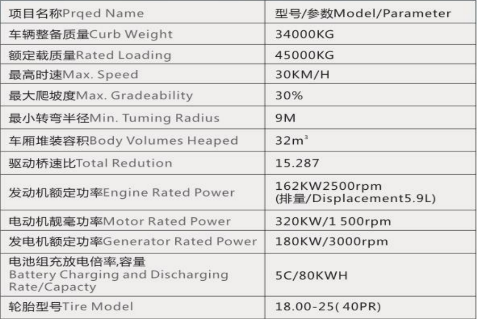 项目名称Prqed Name 型号/参数Model/Parameter
车辆整备质量Curb Weight 34000KG
额定载质量Rated Loading 45000KG
最高时速Max. Speed 30KM/H
最大爬坡度Max. Gradeability 30%
最小转弯半径Min. Tuming Radius 9M
车厢堆装容积Body Volumes Heaped 32m³
驱动桥速比Total Redution 15.287
发动机额定功率Engine Rated Power 162KW2500rpm
(排量/Displacement5.9L)
电动机靓毫功率Motor Rated Power 320KW/1 500rpm
发电机额定功率Generator Rated Power 180KW/3000rpm
电池组充放电倍率,容量
Battery Charging and Discharging
Rate/Capacty 5C/80KWH
轮胎型号Tire Model 18.00-25( 40PR)